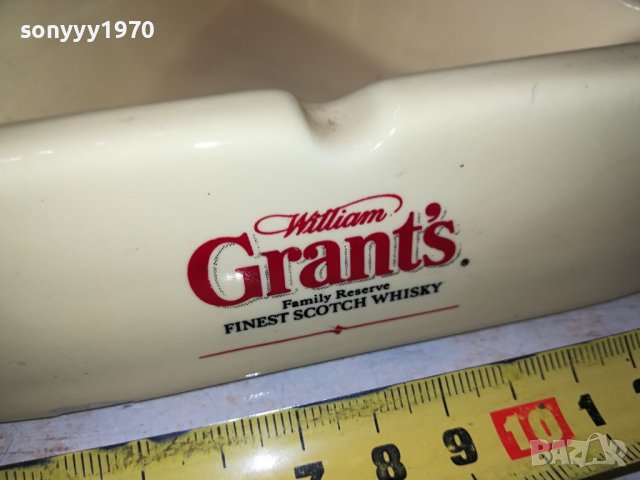 sonyyy1970
William
Grant's.
Family Reserve
FINEST SCOTCH WHISKY
7 8 9 10 1
bazar